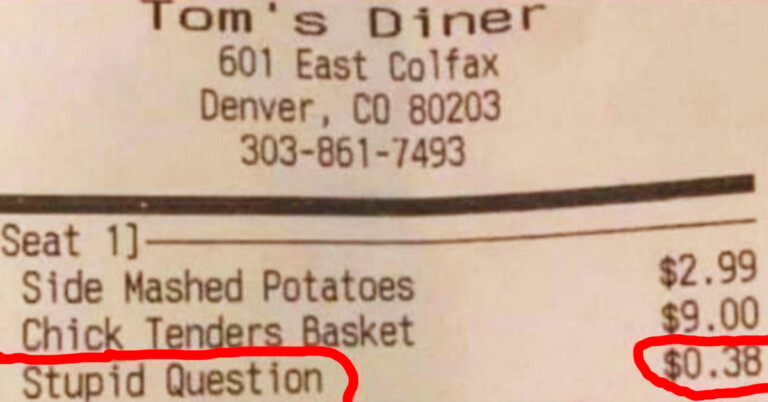 Tom's Diner
601 East Colfax
Denver, CO 80203
303-861-7493
Seat 1]
Side Mashed Potatoes $2.99
Chick Tenders Basket $9.00
Stupid Question $0.38